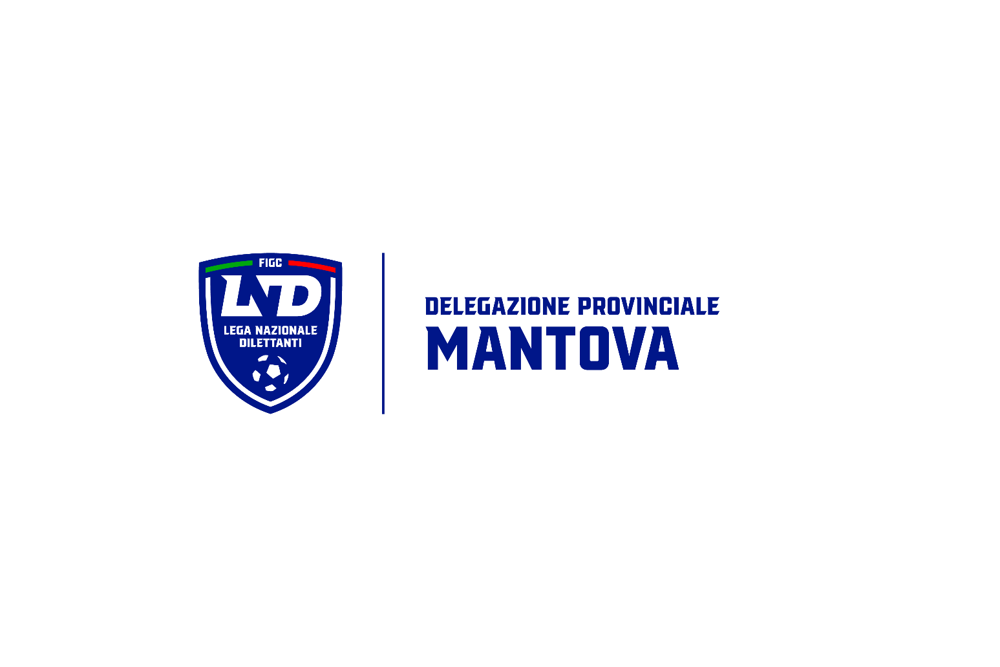 FIGC
LND
LEGA NAZIONALE
DILETTANTI
DELEGAZIONE PROVINCIALE
MANTOVA